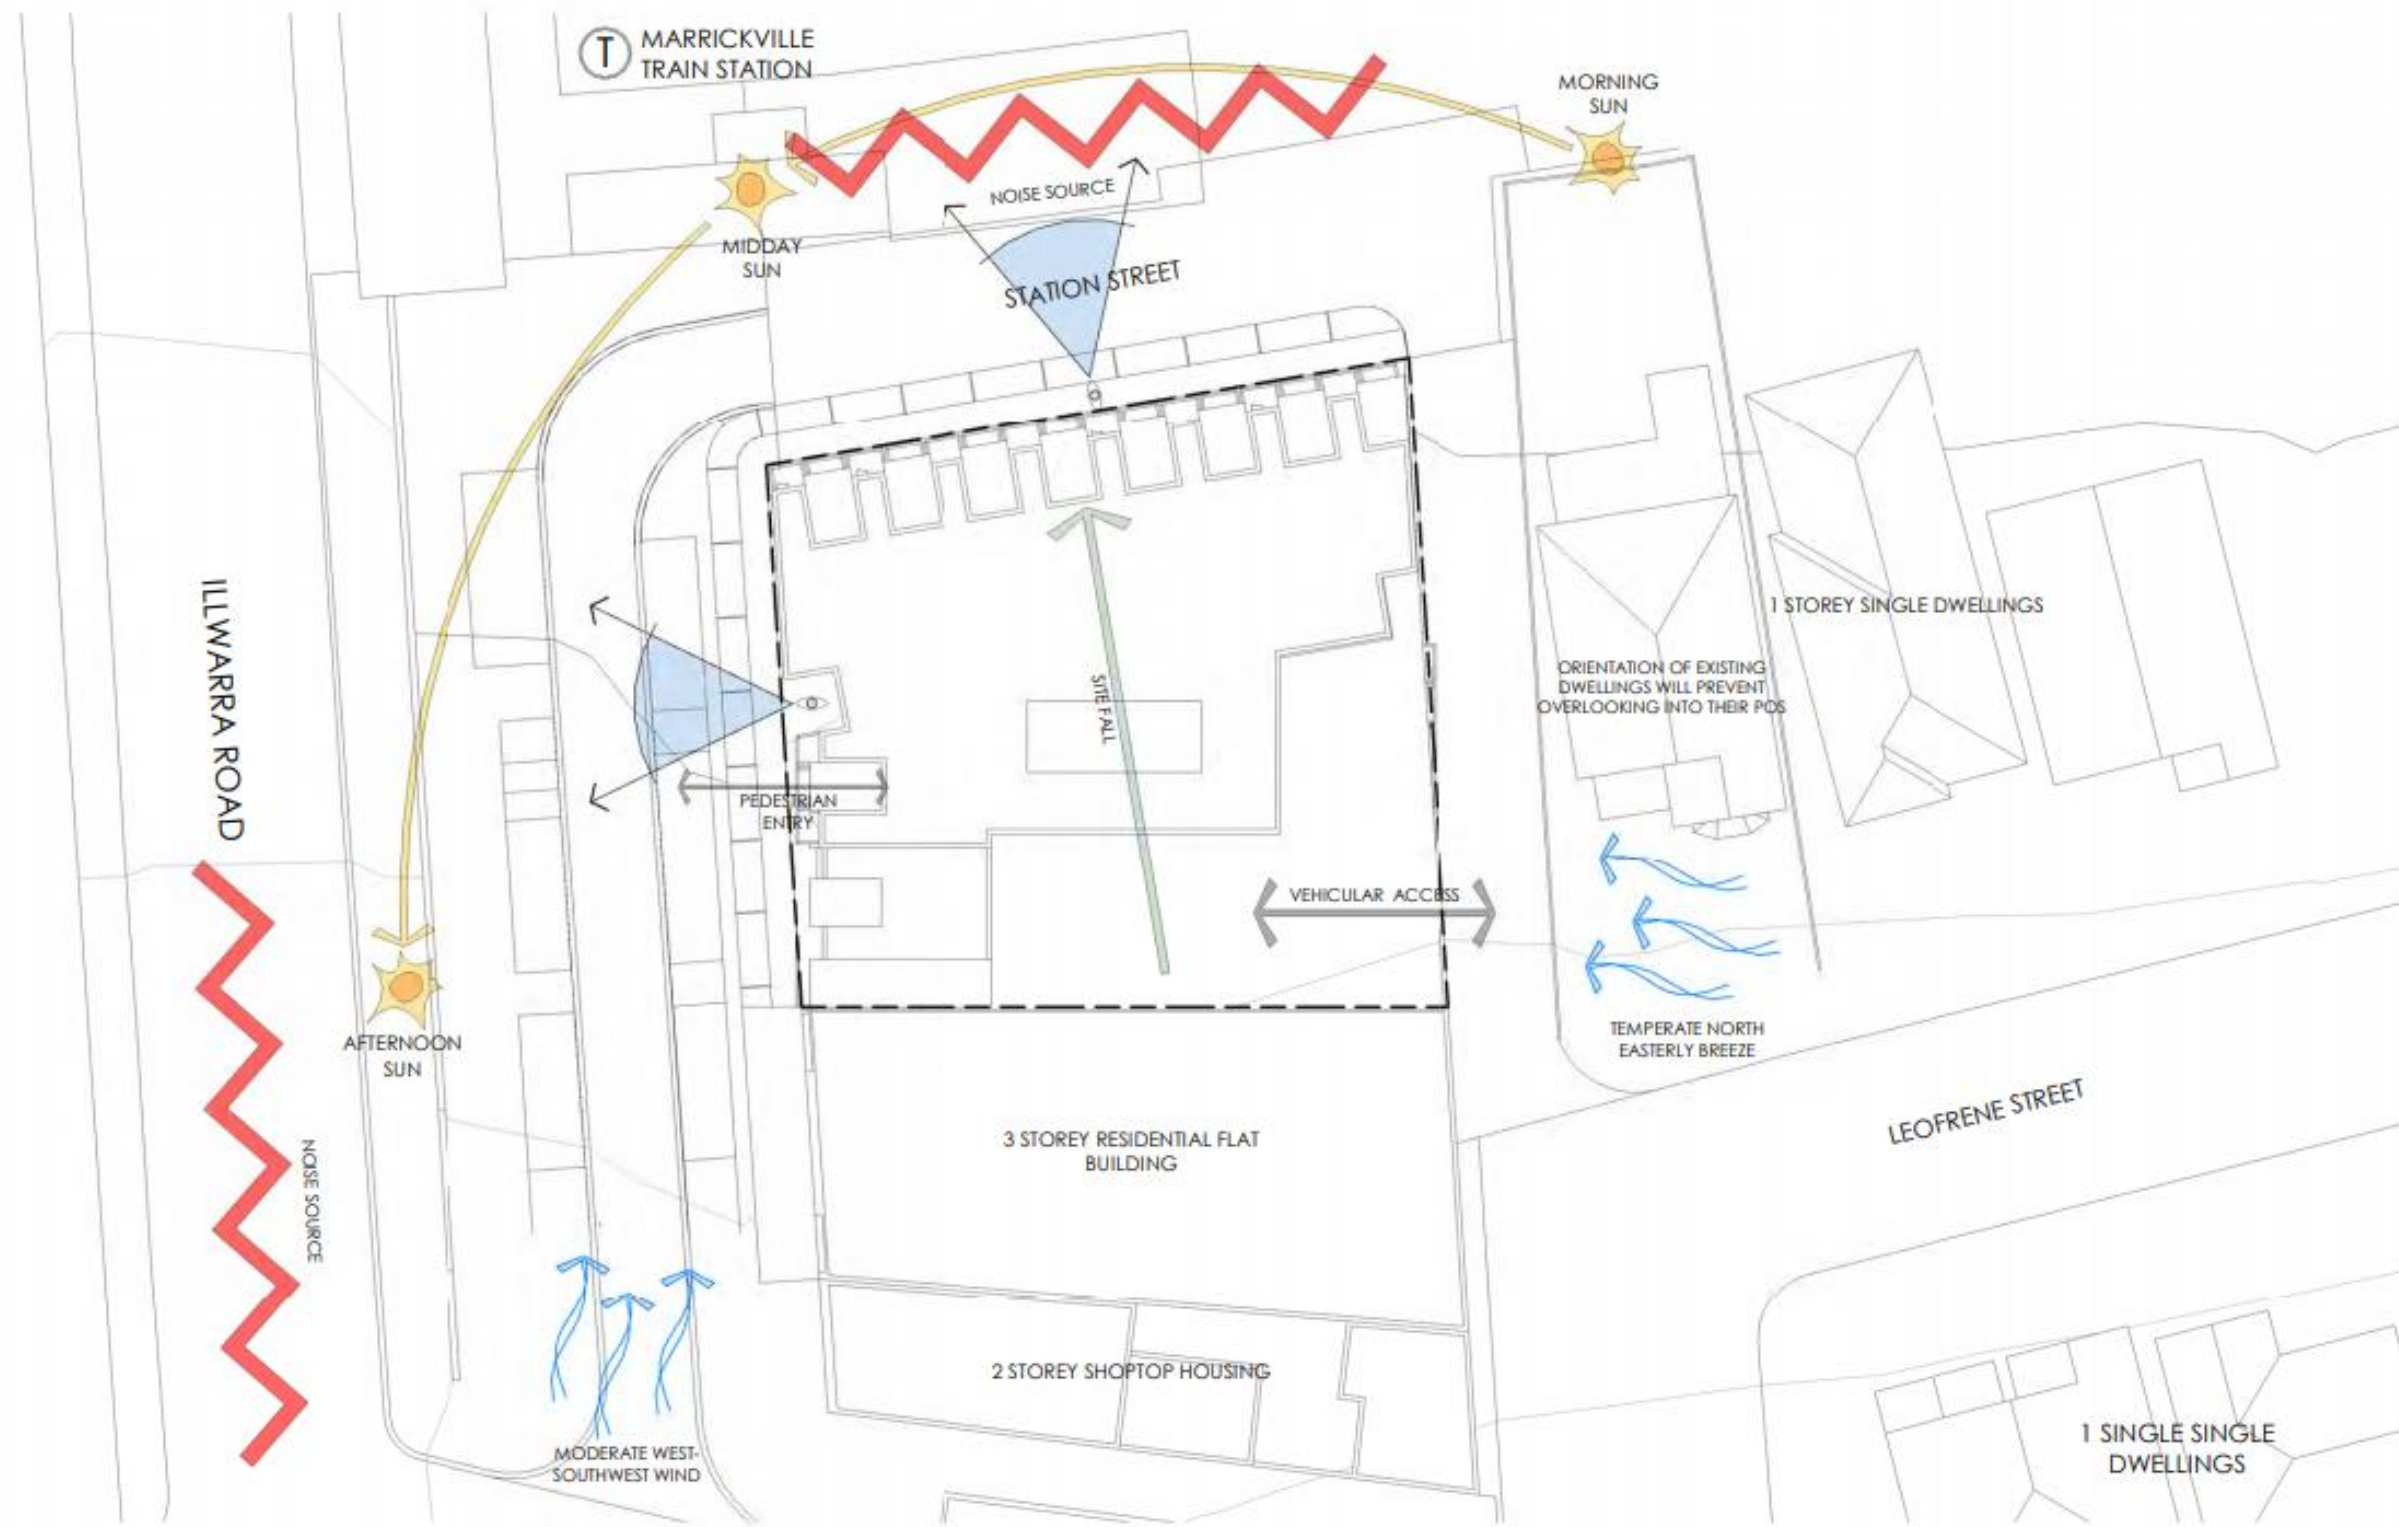 T
MARRICKVILLE
TRAIN STATION
MORNING
SUN
NOISE SOURCE
MIDDAY
SUN
STATION STREET
ILLWARRA ROAD
SITE FALL
1 STOREY SINGLE DWELLINGS
ORIENTATION OF EXISTING
DWELLINGS WILL PREVENT
OVERLOOKING INTO THEIR POS
PEDESTRIAN
ENTRY
VEHICULAR ACCESS
AFTERNOON
SUN
TEMPERATE NORTH
EASTERLY BREEZE
NOISE SOURCE
3 STOREY RESIDENTIAL FLAT
BUILDING
LEOFRENE STREET
2 STOREY SHOPTOP HOUSING
MODERATE WEST-
SOUTHWEST WIND
1 SINGLE SINGLE
DWELLINGS